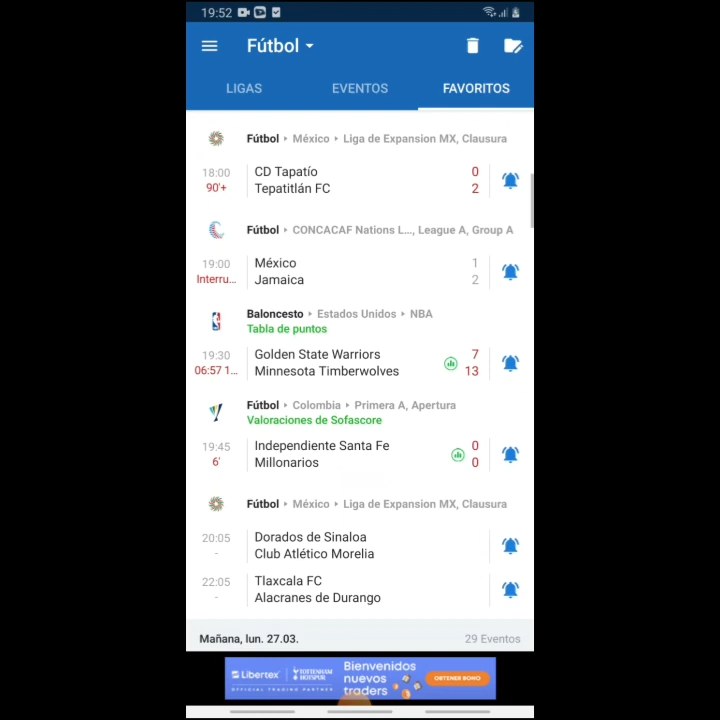 19:52
Fútbol
LIGAS EVENTOS FAVORITOS
Fútbol México Liga de Expansion MX, Clausura
18:00 CD Tapatío 0
90'+ Tepatitlán FC 2
Fútbol CONCACAF Nations L..., League A, Group A
19:00 México 1
Interru... Jamaica 2
Baloncesto Estados Unidos NBA
Tabla de puntos
19:30 Golden State Warriors 7
06:57 1... Minnesota Timberwolves 13
Fútbol Colombia Primera A, Apertura
Valoraciones de Sofascore
19:45 Independiente Santa Fe 0
6' Millonarios 0
Fútbol México Liga de Expansion MX, Clausura
20:05 Dorados de Sinaloa
- Club Atlético Morelia
22:05 Tlaxcala FC
- Alacranes de Durango
Mañana, lun. 27.03. 29 Eventos
Libertex TOTTENHAM HOTSPUR
OFFICIAL TRADING PARTNER
Bienvenidos
nuevos
traders
OBTENER BONO